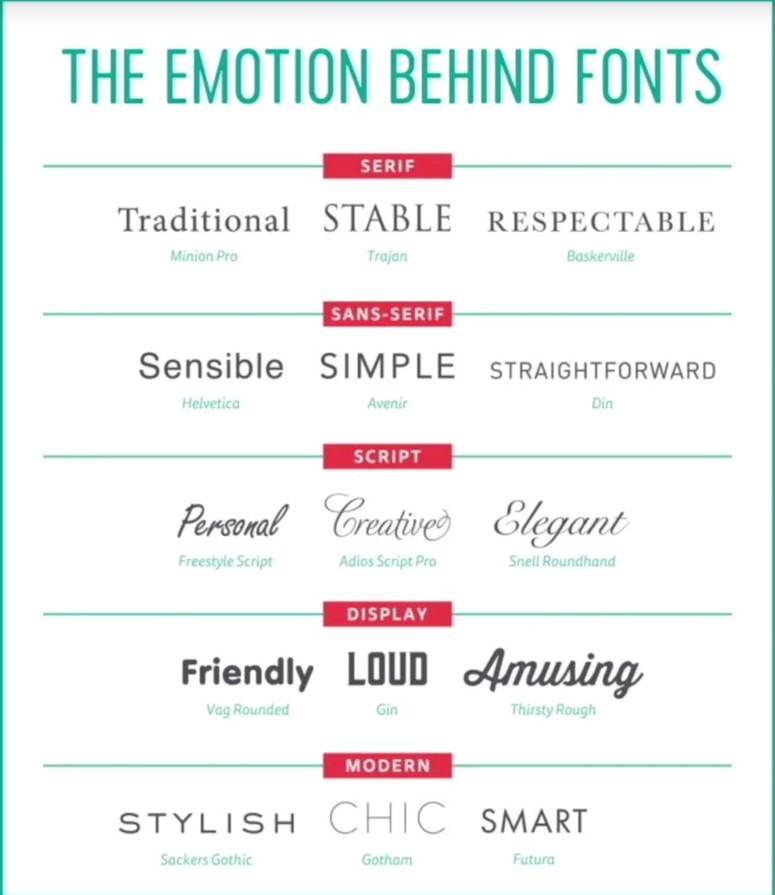 THE EMOTION BEHIND FONTS
SERIF
Traditional STABLE RESPECTABLE
Minion Pro Trajan Baskerville
SANS-SERIF
Sensible SIMPLE STRAIGHTFORWARD
Helvetica Avenir Din
SCRIPT
Personal Creative Elegant
Freestyle Script Adios Script Pro Snell Roundhand
DISPLAY
Friendly LOUD Amusing
Vag Rounded Gin Thirsty Rough
MODERN
STYLISH CHIC SMART
Sackers Gothic Gotham Futura